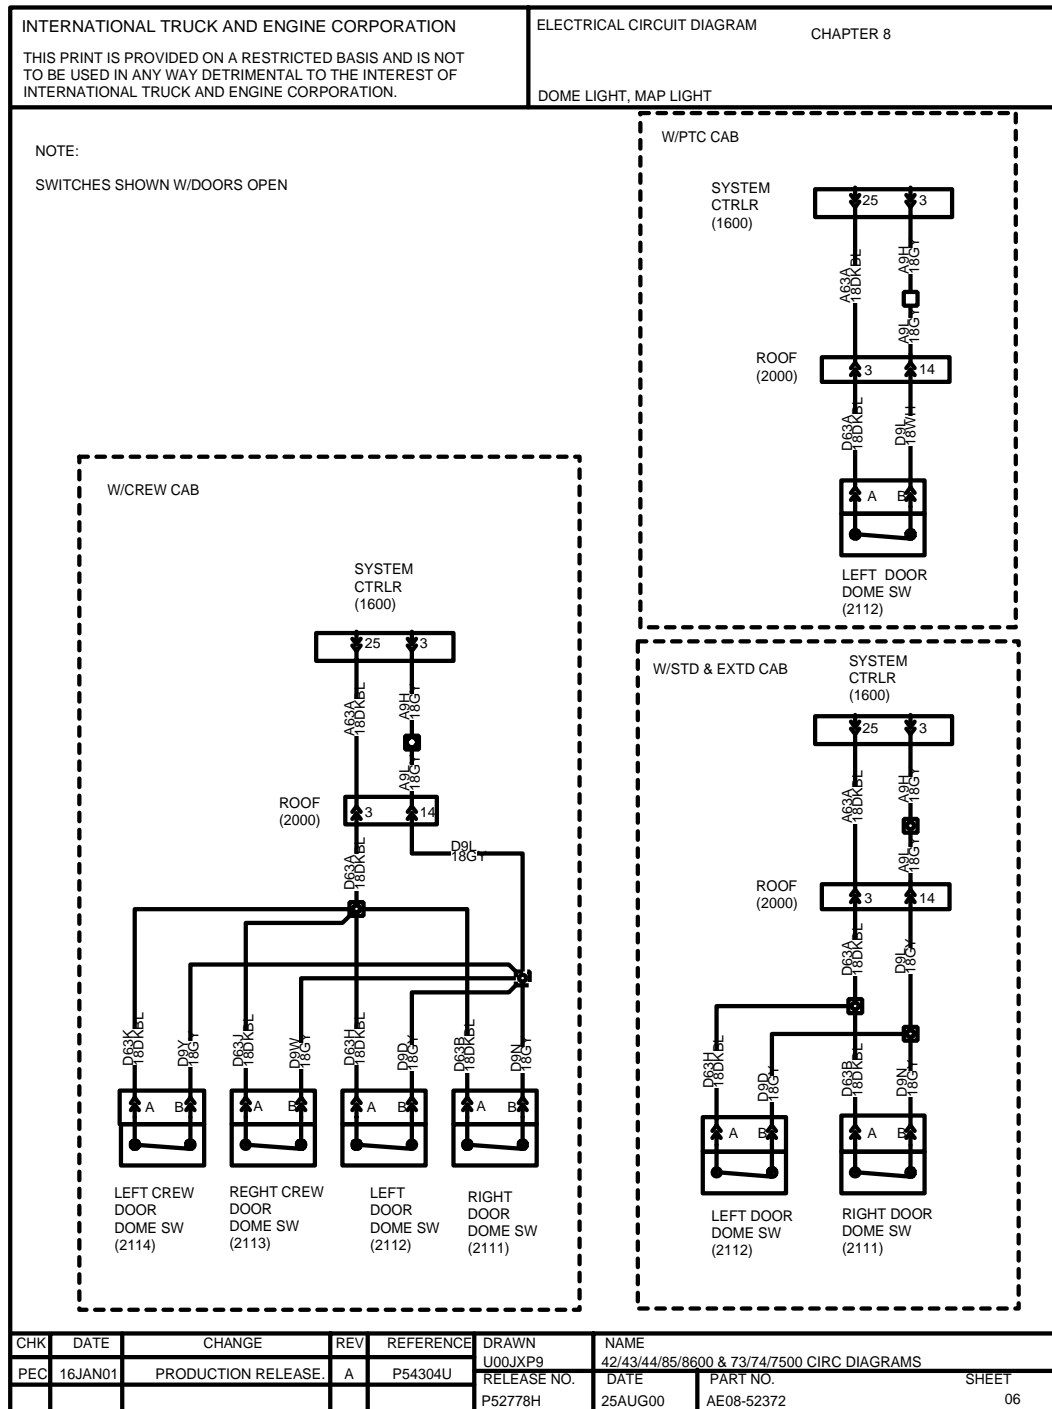 INTERNATIONAL TRUCK AND ENGINE CORPORATION
THIS PRINT IS PROVIDED ON A RESTRICTED BASIS AND IS NOT
TO BE USED IN ANY WAY DETRIMENTAL TO THE INTEREST OF
INTERNATIONAL TRUCK AND ENGINE CORPORATION.
ELECTRICAL CIRCUIT DIAGRAM
CHAPTER 8
DOME LIGHT, MAP LIGHT
NOTE:
SWITCHES SHOWN W/DOORS OPEN
W/PTC CAB
SYSTEM
CTRLR
(1600)
25 3
A63A
18DKBL
A9H
18GY
A9L
18GY
ROOF
(2000)
3 14
D63A
18DKBL
D9L
18WH
A B
LEFT DOOR
DOME SW
(2112)
W/CREW CAB
SYSTEM
CTRLR
(1600)
25 3
A63A
18DKBL
A9H
18GY
A9L
18GY
ROOF
(2000)
3 14
D63A
18DKBL
D9L
18GY
D63K
18DKBL
D9Y
18GY
D63J
18DKBL
D9W
18GY
D63H
18DKBL
D9D
18GY
D63B
18DKBL
D9N
18GY
A B A B A B A B
LEFT CREW
DOOR
DOME SW
(2114)
REGHT CREW
DOOR
DOME SW
(2113)
LEFT
DOOR
DOME SW
(2112)
RIGHT
DOOR
DOME SW
(2111)
W/STD & EXTD CAB
SYSTEM
CTRLR
(1600)
25 3
A63A
18DKBL
A9H
18GY
A9L
18GY
ROOF
(2000)
3 14
D63A
18DKBL
D9L
18GY
D63H
18DKBL
D9D
18GY
D63B
18DKBL
D9N
18GY
A B A B
LEFT DOOR
DOME SW
(2112)
RIGHT DOOR
DOME SW
(2111)
CHK DATE CHANGE REV REFERENCE
PEC 16JAN01 PRODUCTION RELEASE. A P54304U
DRAWN
U00JXP9
NAME
42/43/44/85/8600 & 73/74/7500 CIRC DIAGRAMS
RELEASE NO.
P52778H
DATE
25AUG00
PART NO.
AE08-52372
SHEET
06